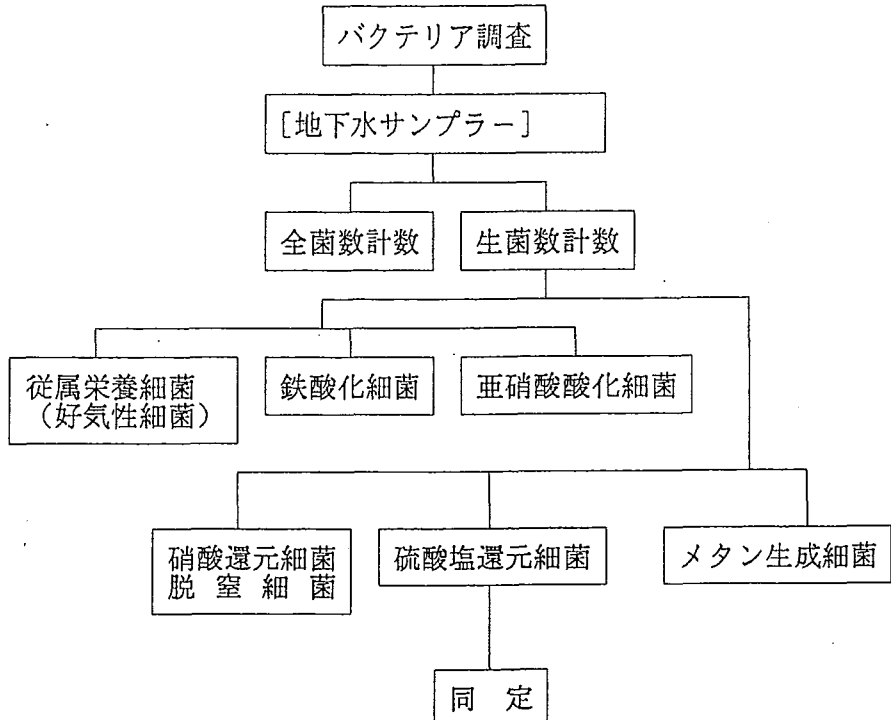 バクテリア調査
[地下水サンプラー]
全菌数計数
生菌数計数
従属栄養細菌
(好気性細菌)
鉄酸化細菌
亜硝酸酸化細菌
硝酸還元細菌
脱窒細菌
硫酸塩還元細菌
メタン生成細菌
同定